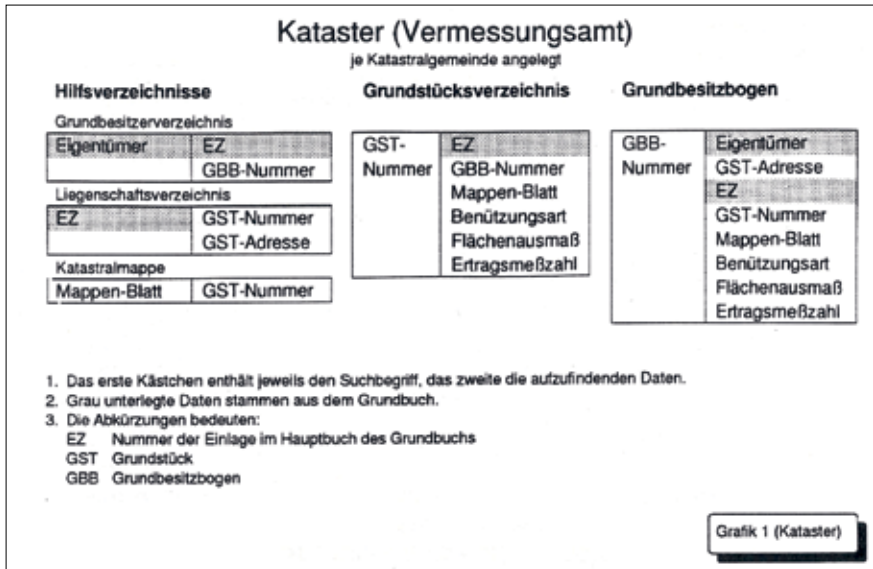 Kataster (Vermessungsamt)
je Katastralgemeinde angelegt
Hilfsverzeichnisse
Grundbesitzerverzeichnis
Eigentümer EZ
GBB-Nummer
Liegenschaftsverzeichnis
EZ GST-Nummer
GST-Adresse
Katastralmappe
Mappen-Blatt GST-Nummer
Grundstücksverzeichnis
GST- EZ
Nummer GBB-Nummer
Mappen-Blatt
Benützungsart
Flächenausmaß
Ertragsmeßzahl
Grundbesitzbogen
GBB- Eigentümer
Nummer GST-Adresse
EZ
GST-Nummer
Mappen-Blatt
Benützungsart
Flächenausmaß
Ertragsmeßzahl
1. Das erste Kästchen enthält jeweils den Suchbegriff, das zweite die aufzufindenden Daten.
2. Grau unterlegte Daten stammen aus dem Grundbuch.
3. Die Abkürzungen bedeuten:
EZ Nummer der Einlage im Hauptbuch des Grundbuchs
GST Grundstück
GBB Grundbesitzbogen
Grafik 1 (Kataster)